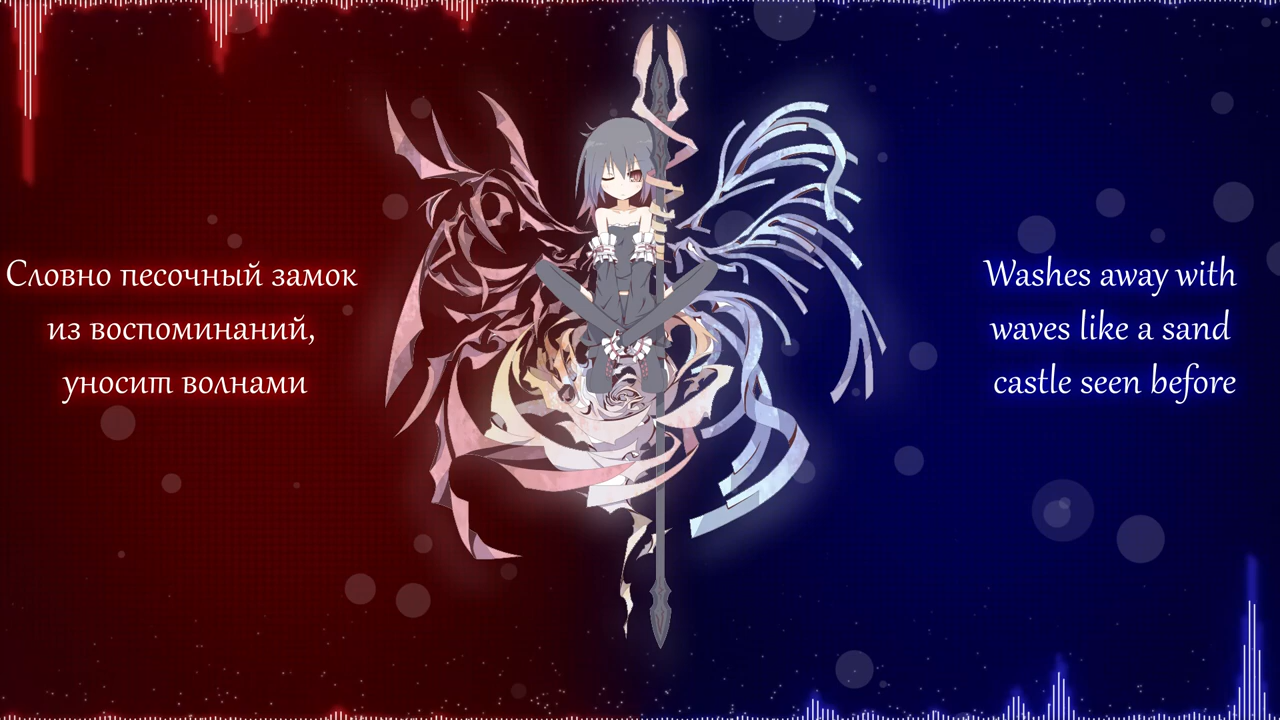 Словно песочный замок
из воспоминаний,
уносит волнами
Washes away with
waves like a sand
castle seen before